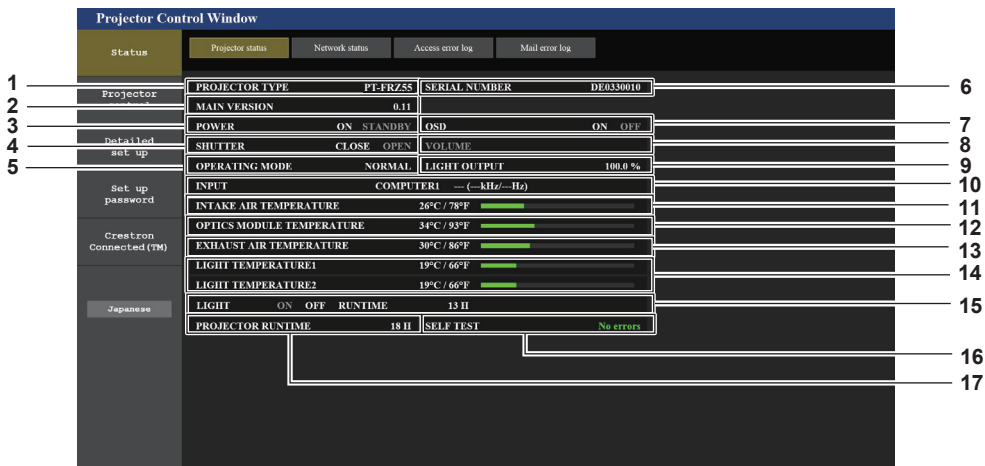 Projector Control Window
Status
Projector status Network status Access error log Mail error log
1 PROJECTOR TYPE PT-FRZ55 SERIAL NUMBER DE0330010 6
Projector
2 MAIN VERSION 0.11
3 POWER ON STANDBY OSD ON OFF 7
Detailed
set up
4 SHUTTER CLOSE OPEN VOLUME 8
5 OPERATING MODE NORMAL LIGHT OUTPUT 100.0 % 9
Set up
password
INPUT COMPUTER1 --- (---kHz/---Hz) 10
INTAKE AIR TEMPERATURE 26°C / 78°F 11
OPTICS MODULE TEMPERATURE 34°C / 93°F 12
Crestron
Connected(TM)
EXHAUST AIR TEMPERATURE 30°C / 86°F 13
LIGHT TEMPERATURE1 19°C / 66°F
14
LIGHT TEMPERATURE2 19°C / 66°F
Japanese
LIGHT ON OFF RUNTIME 13 H 15
PROJECTOR RUNTIME 18 H SELF TEST No errors
16
17